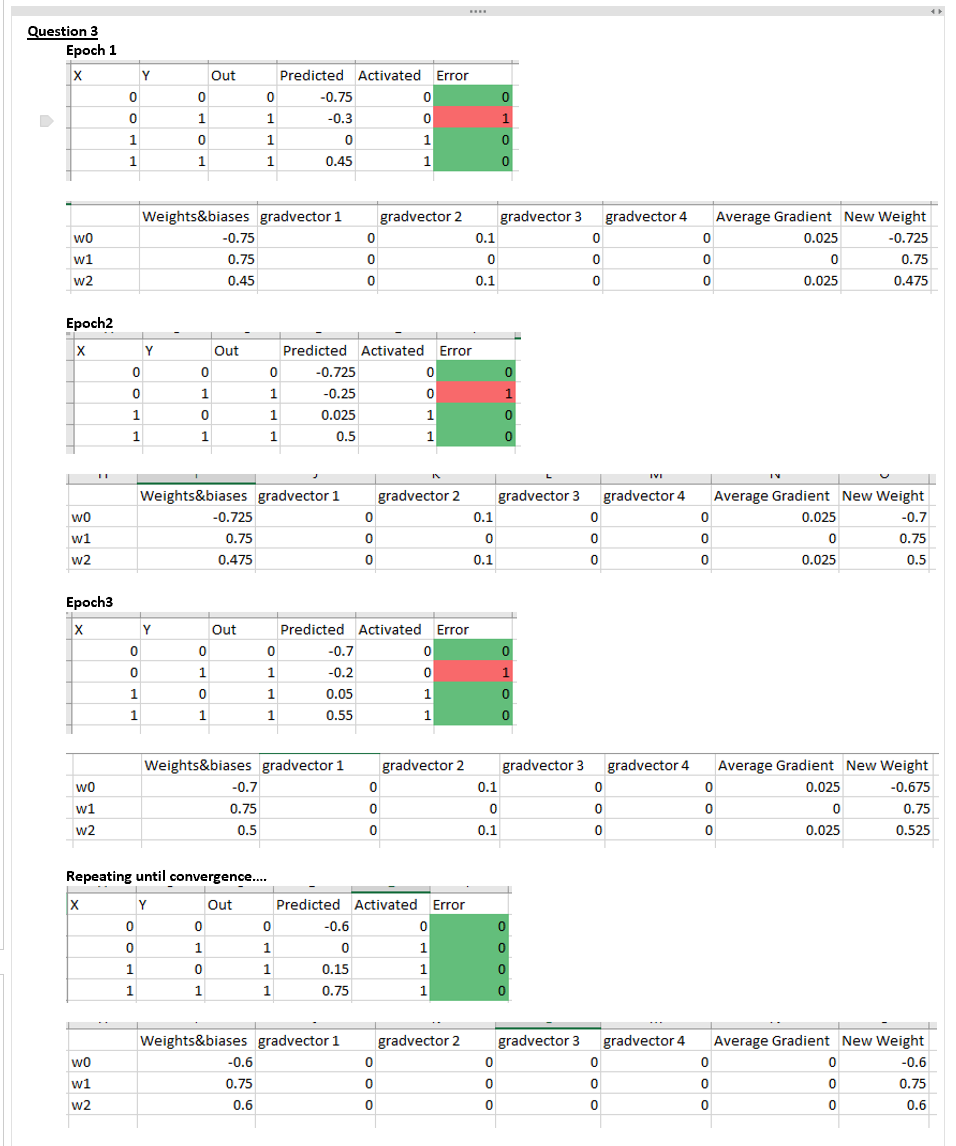 Question 3
Epoch 1
X Y Out Predicted Activated Error
0 0 0 -0.75 0 0
0 1 1 -0.3 0 1
1 0 1 0 1 0
1 1 1 0.45 1 0
Weights&biases gradvector 1 gradvector 2 gradvector 3 gradvector 4 Average Gradient New Weight
w0 -0.75 0 0.1 0 0 0.025 -0.725
w1 0.75 0 0 0 0 0 0.75
w2 0.45 0 0.1 0 0 0.025 0.475
Epoch2
X Y Out Predicted Activated Error
0 0 0 -0.725 0 0
0 1 1 -0.25 0 1
1 0 1 0.025 1 0
1 1 1 0.5 1 0
Weights&biases gradvector 1 gradvector 2 gradvector 3 gradvector 4 Average Gradient New Weight
w0 -0.725 0 0.1 0 0 0.025 -0.7
w1 0.75 0 0 0 0 0 0.75
w2 0.475 0 0.1 0 0 0.025 0.5
Epoch3
X Y Out Predicted Activated Error
0 0 0 -0.7 0 0
0 1 1 -0.2 0 1
1 0 1 0.05 1 0
1 1 1 0.55 1 0
Weights&biases gradvector 1 gradvector 2 gradvector 3 gradvector 4 Average Gradient New Weight
w0 -0.7 0 0.1 0 0 0.025 -0.675
w1 0.75 0 0 0 0 0 0.75
w2 0.5 0 0.1 0 0 0.025 0.525
Repeating until convergence....
X Y Out Predicted Activated Error
0 0 0 -0.6 0 0
0 1 1 0 1 0
1 0 1 0.15 1 0
1 1 1 0.75 1 0
Weights&biases gradvector 1 gradvector 2 gradvector 3 gradvector 4 Average Gradient New Weight
w0 -0.6 0 0 0 0 0 -0.6
w1 0.75 0 0 0 0 0 0.75
w2 0.6 0 0 0 0 0 0.6